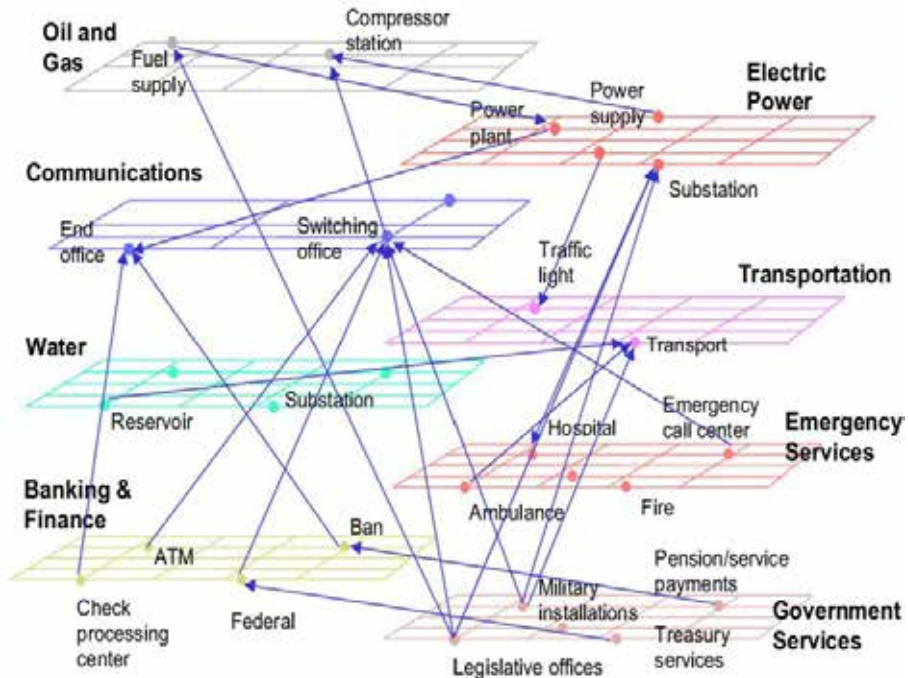 Oil and
Gas
Fuel
supply
Compressor
station
Electric
Power
Power
plant
Power
supply
Substation
Communications
End
office
Switching
office
Traffic
light
Transportation
Transport
Water
Reservoir
Substation
Hospital
Emergency
call center
Emergency
Services
Ambulance
Fire
Banking &
Finance
ATM
Ban
Check
processing
center
Federal
Pension/service
payments
Military
installations
Government
Services
Legislative offices
Treasury
services